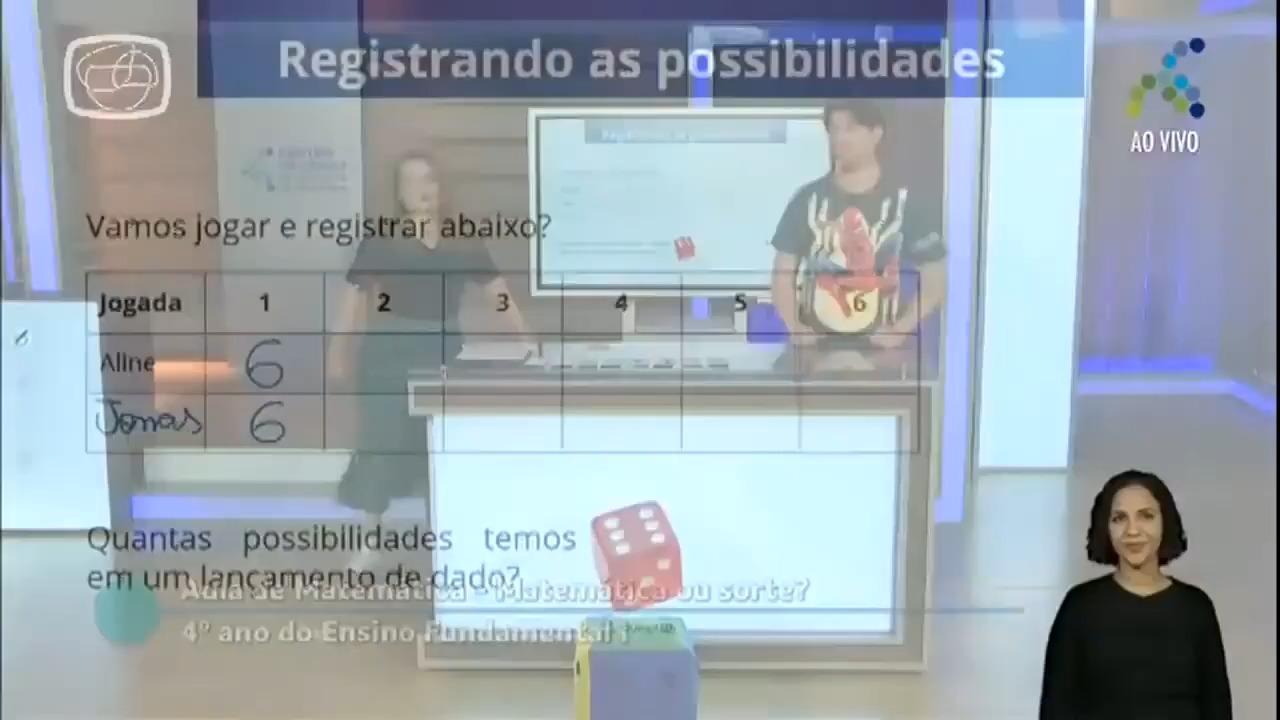 Registrando as possibilidades
AO VIVO
Vamos jogar e registrar abaixo?
Jogada 1 2 3 4 5 6
Aline 6
Jonas 6
Quantas possibilidades temos
em um lançamento de dado?
Aula de Matemática - Matemática ou sorte?
4º ano do Ensino Fundamental